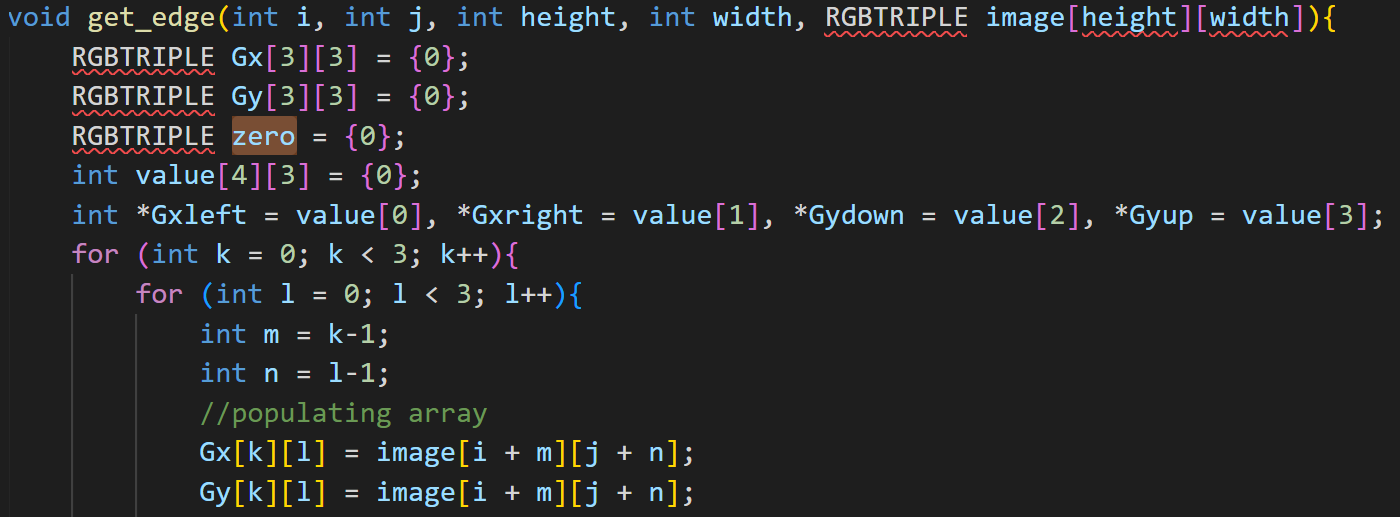 void get_edge(int i, int j, int height, int width, RGBTRIPLE image[height][width]){
    RGBTRIPLE Gx[3][3] = {0};
    RGBTRIPLE Gy[3][3] = {0};
    RGBTRIPLE zero = {0};
    int value[4][3] = {0};
    int *Gxleft = value[0], *Gxright = value[1], *Gydown = value[2], *Gyup = value[3];
    for (int k = 0; k < 3; k++){
        for (int l = 0; l < 3; l++){
            int m = k-1;
            int n = l-1;
            //populating array
            Gx[k][l] = image[i + m][j + n];
            Gy[k][l] = image[i + m][j + n];